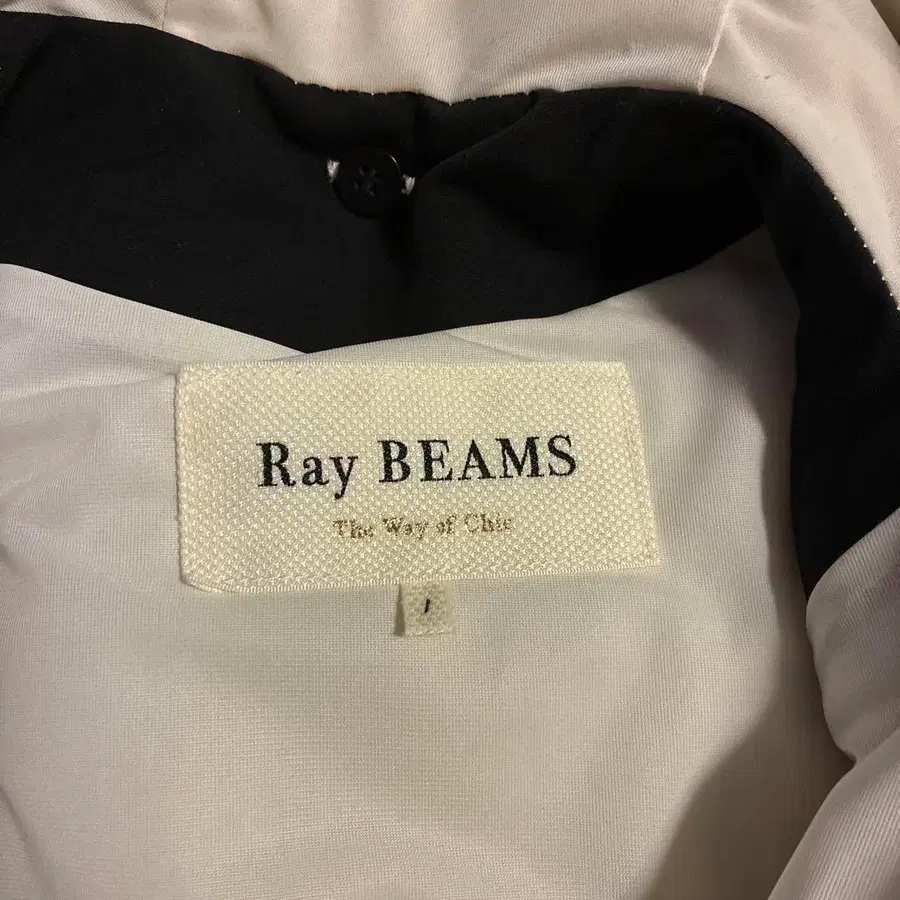 Ray BEAMS
The Way of Chic
1